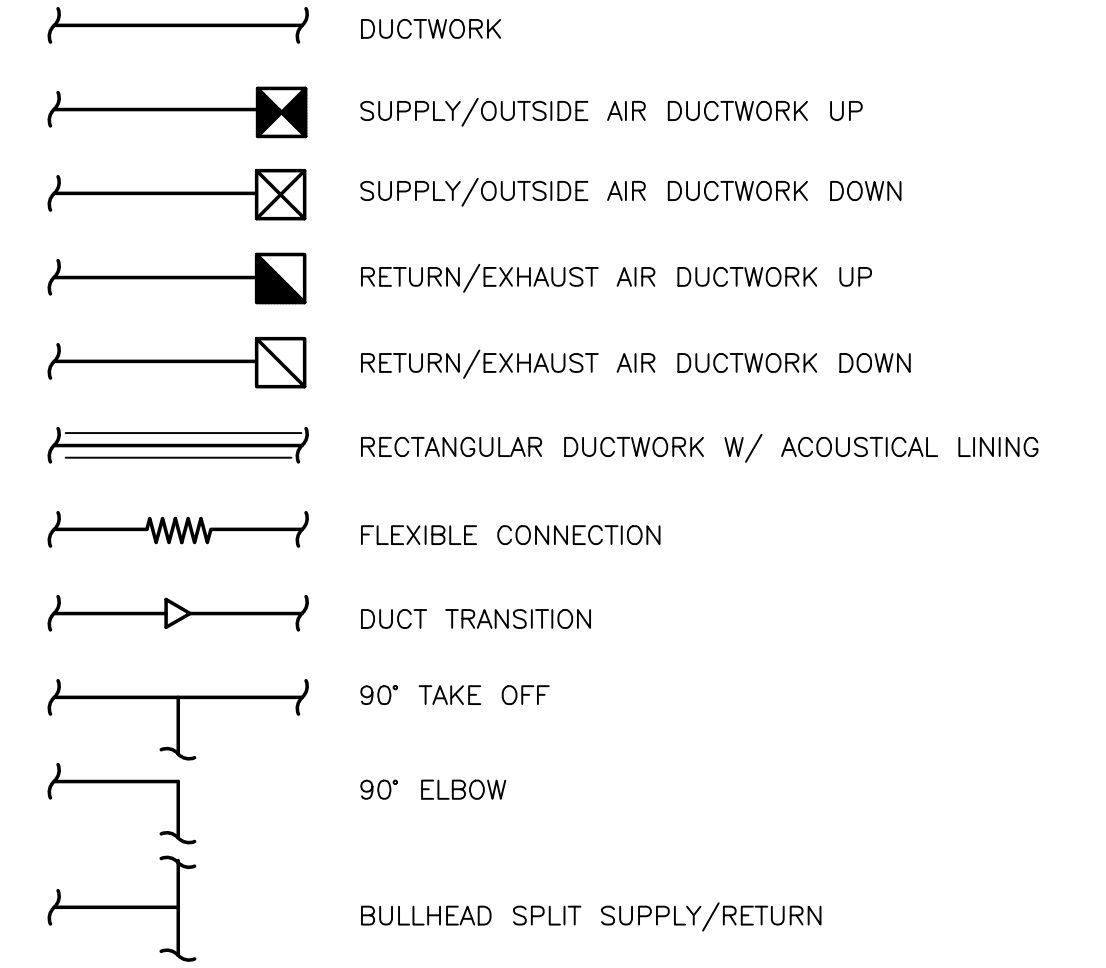 DUCTWORK
SUPPLY/OUTSIDE AIR DUCTWORK UP
SUPPLY/OUTSIDE AIR DUCTWORK DOWN
RETURN/EXHAUST AIR DUCTWORK UP
RETURN/EXHAUST AIR DUCTWORK DOWN
RECTANGULAR DUCTWORK W/ ACOUSTICAL LINING
FLEXIBLE CONNECTION
DUCT TRANSITION
90° TAKE OFF
90° ELBOW
BULLHEAD SPLIT SUPPLY/RETURN